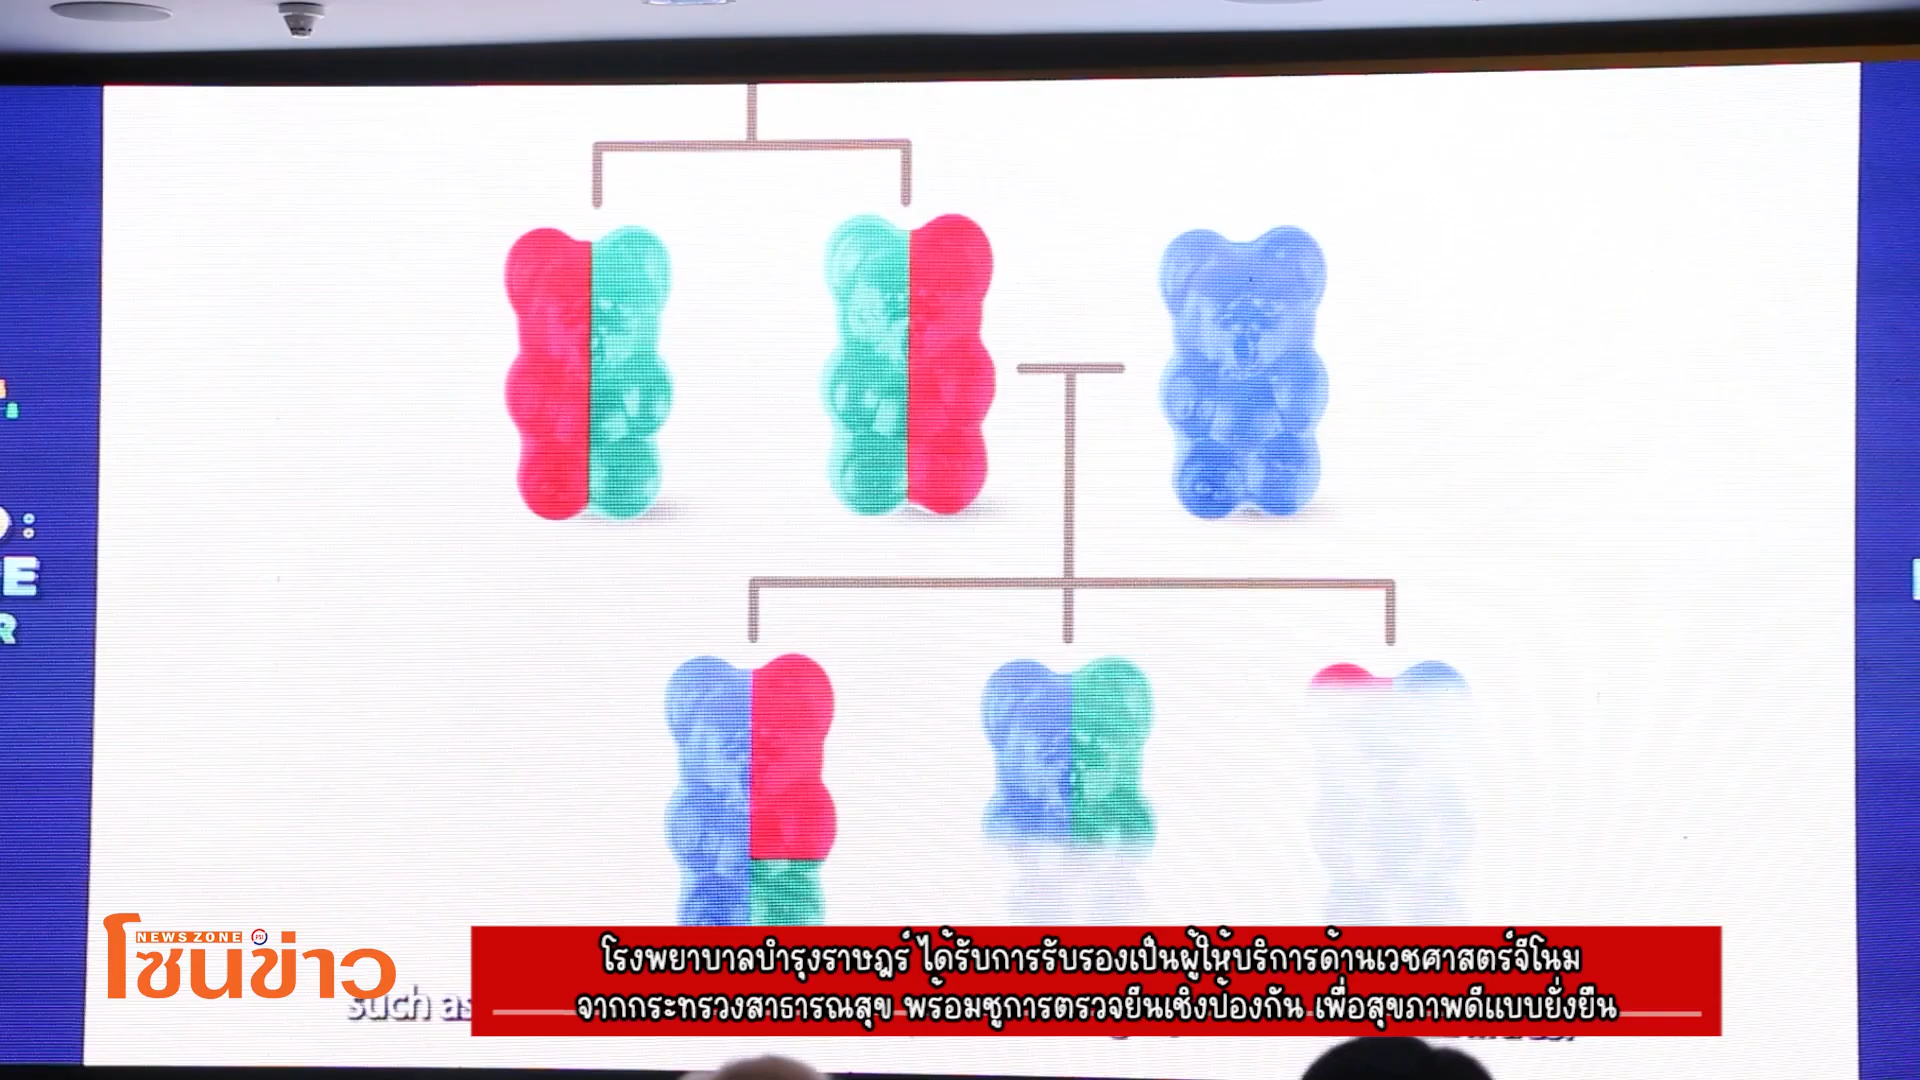 E
R
NEWS ZONE
โซนข่าว
โรงพยาบาลบำรุงราษฎร์ ได้รับการรับรองเป็นผู้ให้บริการด้านเวชศาสตร์จีโนม
จากกระทรวงสาธารณสุข พร้อมชูการตรวจยีนเชิงป้องกัน เพื่อสุขภาพดีแบบยั่งยืน
such as